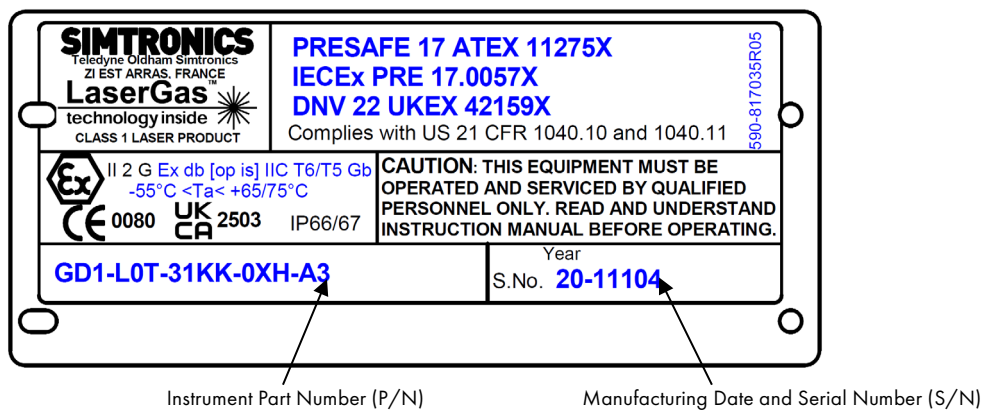 SIMTRONICS
Teledyne Oldham Simtronics
ZI EST ARRAS. FRANCE
LaserGas™
technology inside
CLASS 1 LASER PRODUCT
PRESAFE 17 ATEX 11275X
IECEx PRE 17.0057X
DNV 22 UKEX 42159X
Complies with US 21 CFR 1040.10 and 1040.11
590-817035R05
Ex II 2 G Ex db [op is] IIC T6/T5 Gb
-55°C <Ta< +65/75°C
CE 0080 UK CA 2503 IP66/67
CAUTION: THIS EQUIPMENT MUST BE
OPERATED AND SERVICED BY QUALIFIED
PERSONNEL ONLY. READ AND UNDERSTAND
INSTRUCTION MANUAL BEFORE OPERATING.
GD1-L0T-31KK-0XH-A3
Year
S.No. 20-11104
Instrument Part Number (P/N)
Manufacturing Date and Serial Number (S/N)